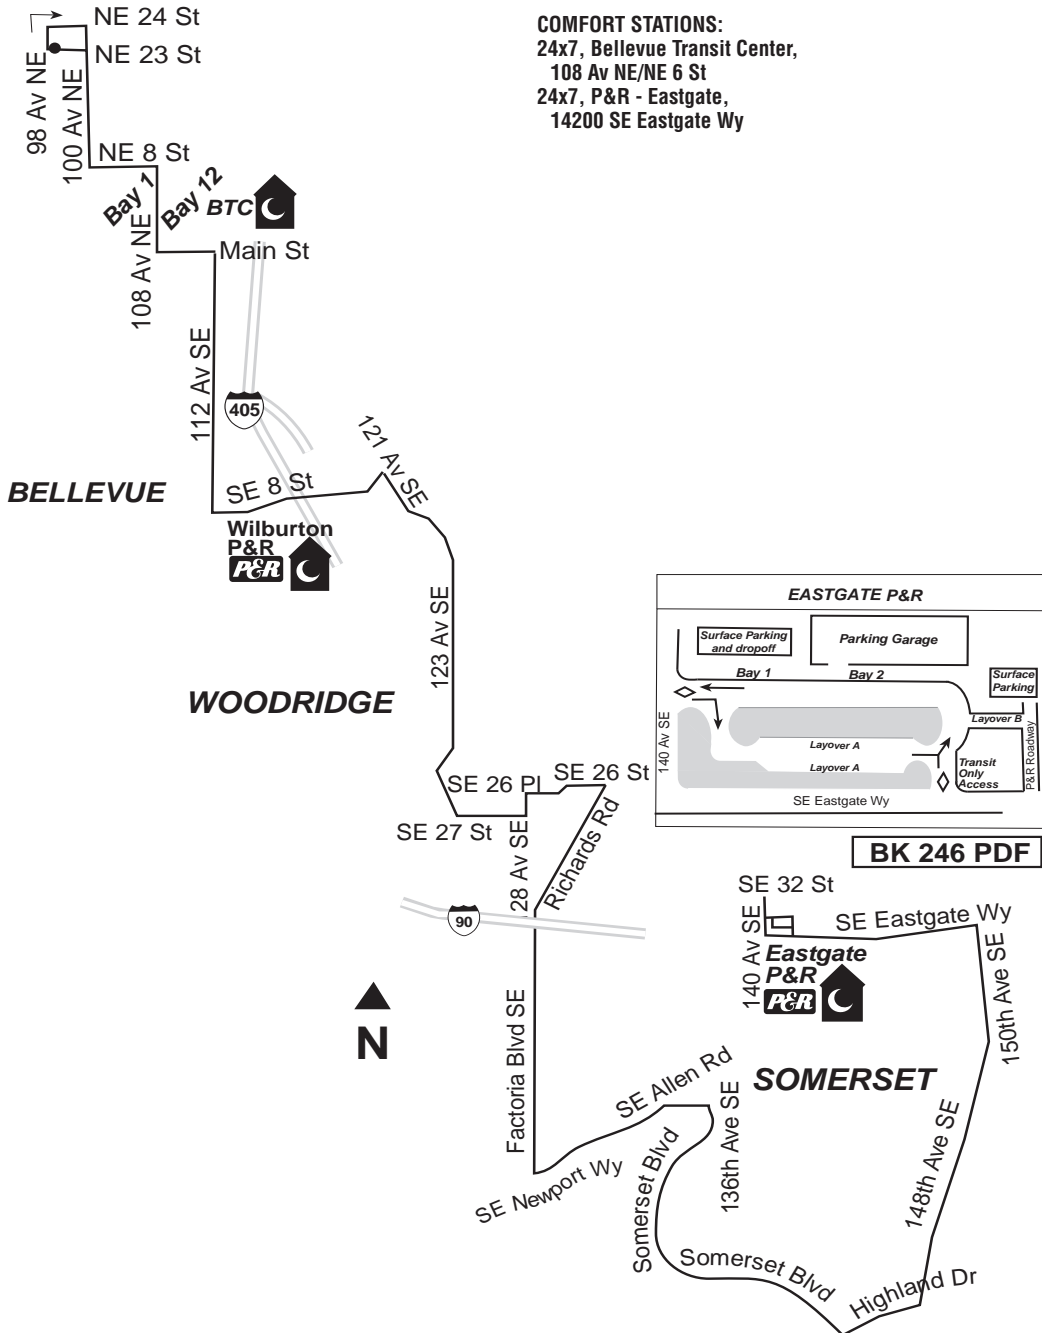 NE 24 St
NE 23 St
98 Av NE
100 Av NE
COMFORT STATIONS:
24x7, Bellevue Transit Center,
108 Av NE/NE 6 St
24x7, P&R - Eastgate,
14200 SE Eastgate Wy
NE 8 St
Bay 1
Bay 12
BTC
108 Av NE
Main St
112 Av SE
405
121 Av SE
BELLEVUE
SE 8 St
Wilburton
P&R
P&R
123 Av SE
WOODRIDGE
EASTGATE P&R
Surface Parking
and dropoff
Parking Garage
Bay 1
Bay 2
Surface
Parking
140 Av SE
Layover B
Layover A
Layover A
Transit
Only
Access
P&R Roadway
SE Eastgate Wy
SE 26 Pl
SE 26 St
SE 27 St
28 Av SE
Richards Rd
BK 246 PDF
90
SE 32 St
SE Eastgate Wy
140 Av SE
Eastgate
P&R
P&R
150th Ave SE
N
Factoria Blvd SE
SOMERSET
SE Allen Rd
136th Ave SE
148th Ave SE
SE Newport Wy
Somerset Blvd
Somerset Blvd
Highland Dr